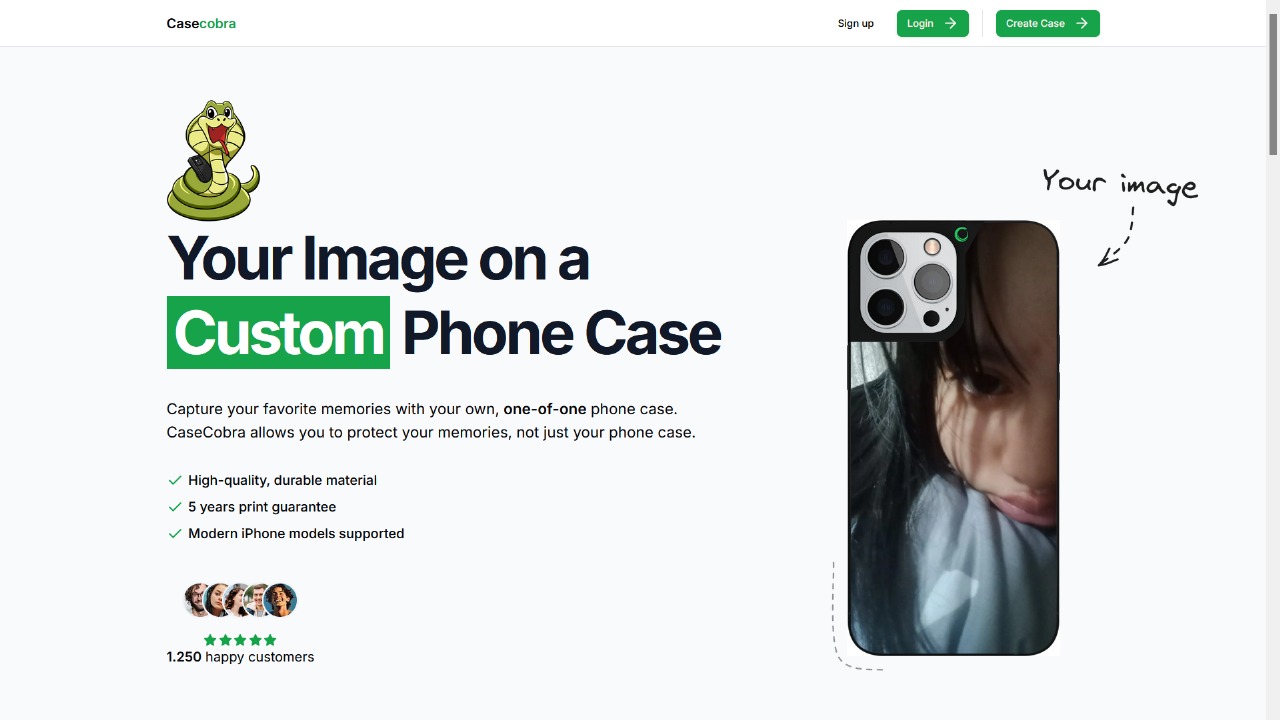 Casecobra
Sign up
Login
Create Case
Your image
Your Image on a
Custom Phone Case
Capture your favorite memories with your own, one-of-one phone case.
CaseCobra allows you to protect your memories, not just your phone case.
High-quality, durable material
5 years print guarantee
Modern iPhone models supported
1.250 happy customers